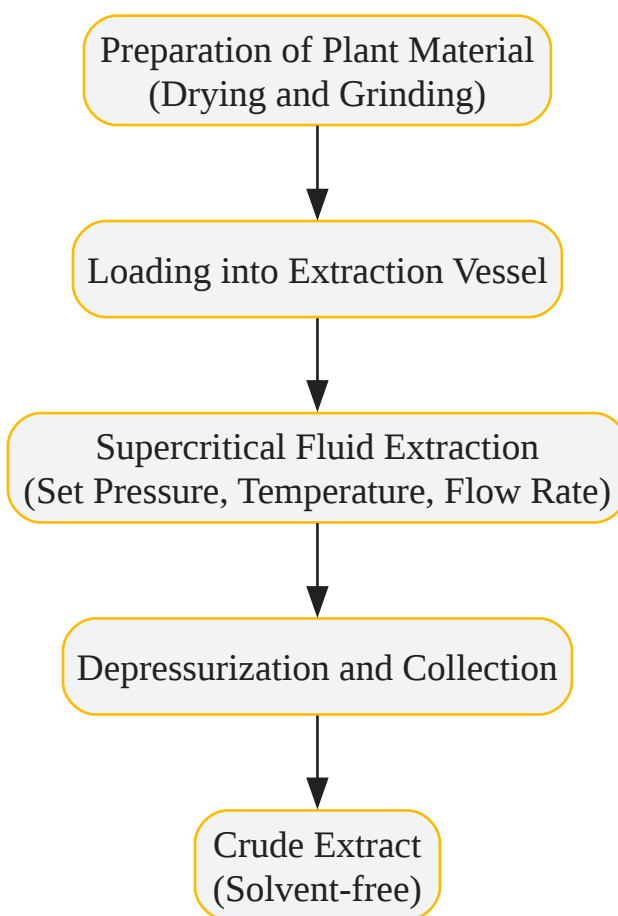 Preparation of Plant Material
(Drying and Grinding)
Loading into Extraction Vessel
Supercritical Fluid Extraction
(Set Pressure, Temperature, Flow Rate)
Depressurization and Collection
Crude Extract
(Solvent-free)